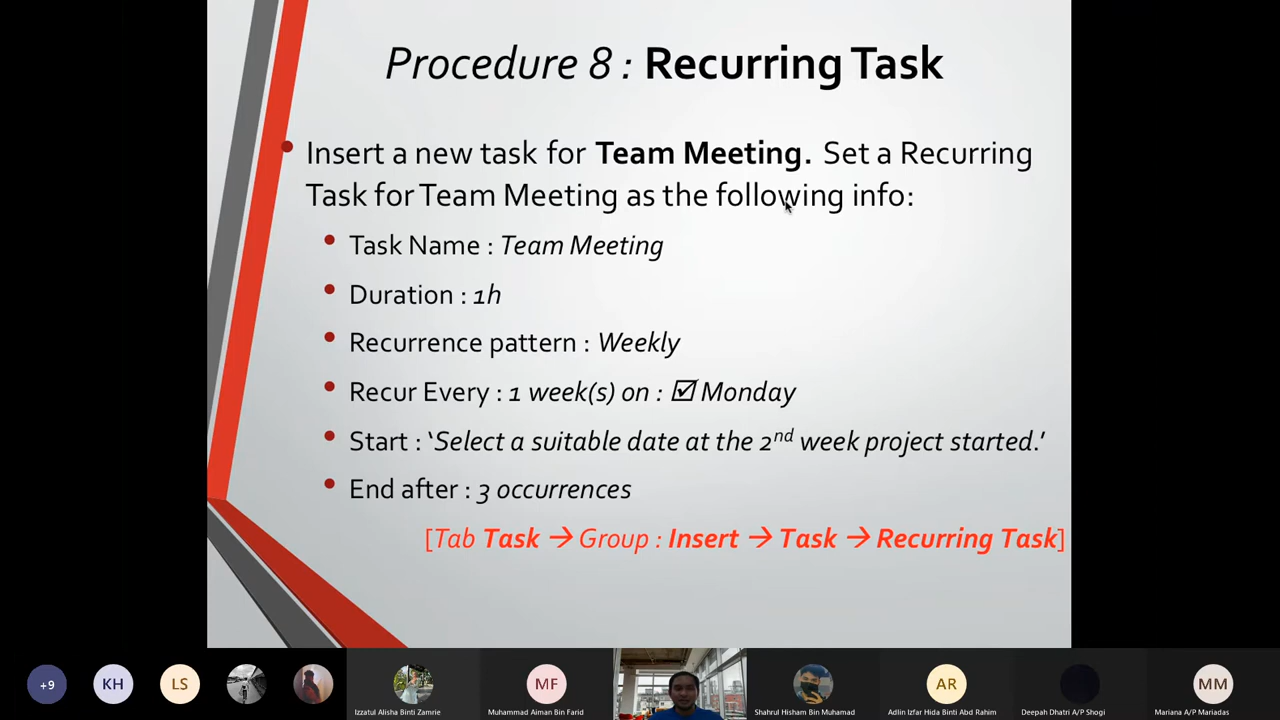 Procedure 8 : Recurring Task
Insert a new task for Team Meeting. Set a Recurring
Task for Team Meeting as the following info:
Task Name : Team Meeting
Duration : 1h
Recurrence pattern : Weekly
Recur Every : 1 week(s) on : ☑ Monday
Start : ‘Select a suitable date at the 2nd week project started.’
End after : 3 occurrences
[Tab Task → Group : Insert → Task → Recurring Task]
+9
KH
LS
MF
AR
MM
Izzatul Alisha Binti Zamrie
Muhammad Aiman Bin Farid
Shahrul Hisham Bin Muhamad
Adlin Izfar Hida Binti Abd Rahim
Deepah Dhatri A/P Shogi
Mariana A/P Mariadas